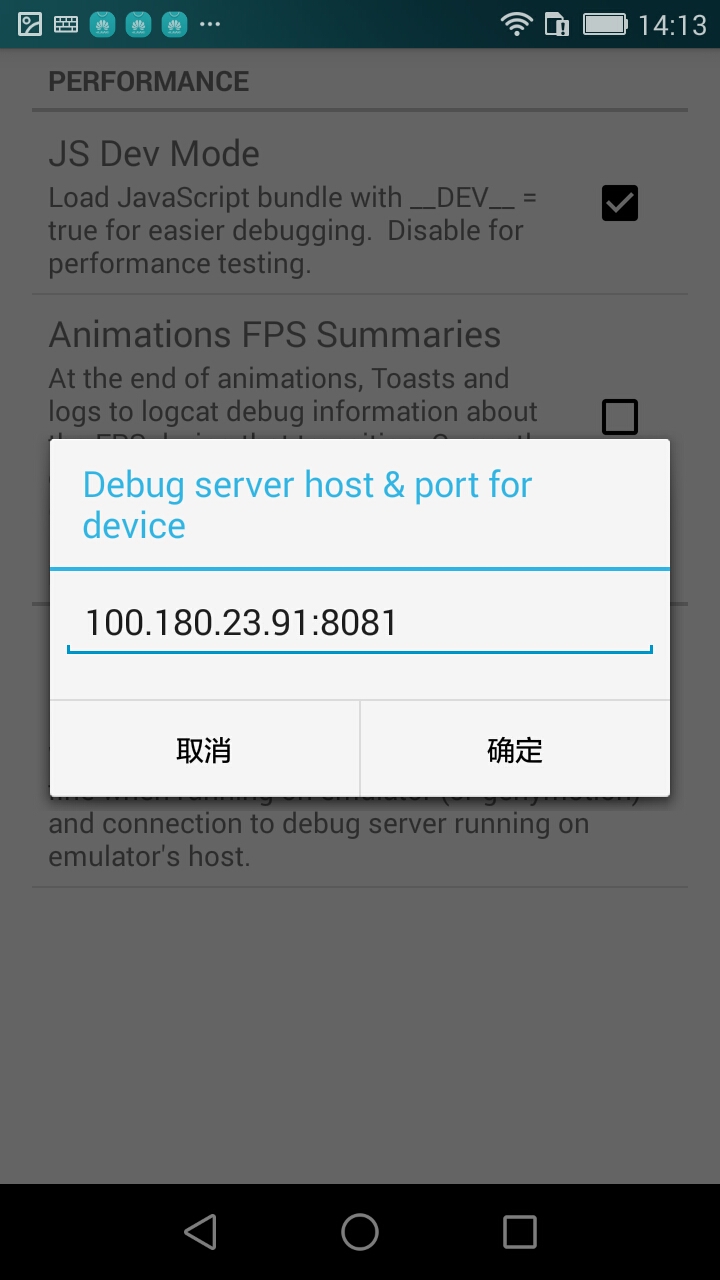 14:13
PERFORMANCE
JS Dev Mode
Load JavaScript bundle with __DEV__ =
true for easier debugging.  Disable for
performance testing.
Animations FPS Summaries
At the end of animations, Toasts and
logs to logcat debug information about
Debug server host & port for
device
100.180.23.91:8081
取消
确定
and connection to debug server running on
emulator's host.